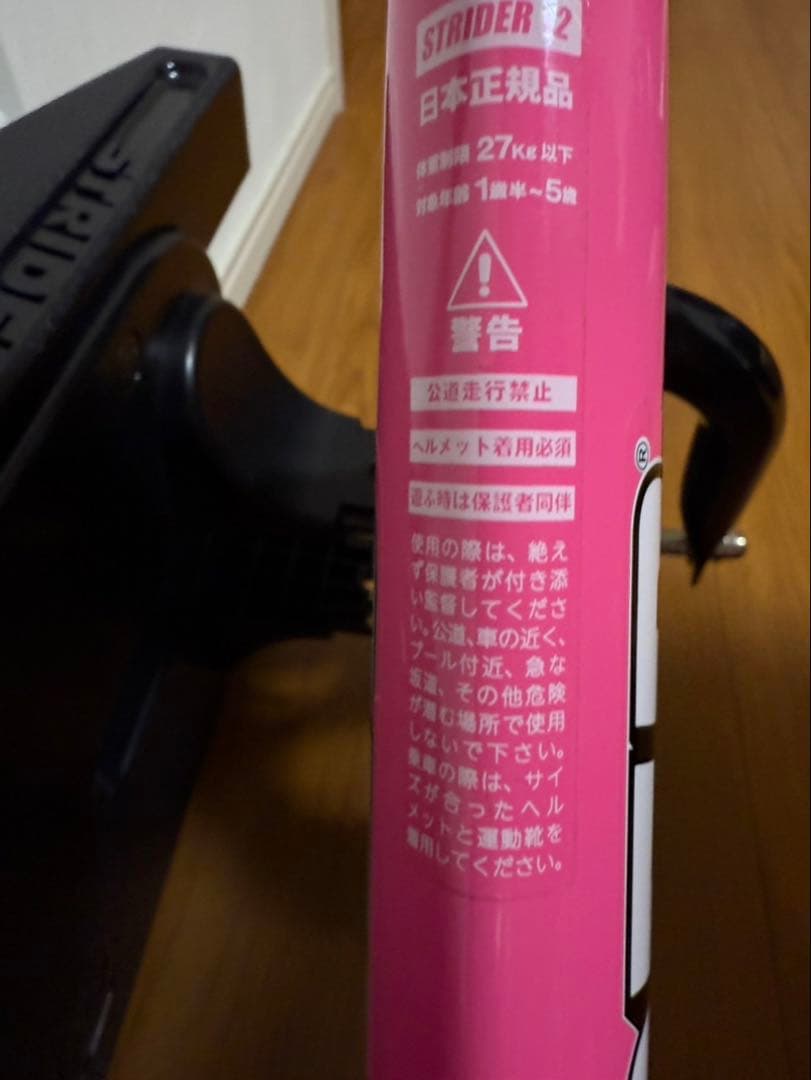 STRIDER 2
日本正規品
体重制限 27Kg 以下
対象年齢 1歳半～5歳
警告
公道走行禁止
ヘルメット着用必須
遊ぶ時は保護者同伴
使用の際は、絶え
ず保護者が付き添
い監督してくださ
い。公道、車の近く、
プール付近、急な
坂道、その他危険
が潜む場所で使用
しないで下さい。
乗車の際は、サイ
ズが合ったヘル
メットと運動靴を
着用してください。
®
STRIDE